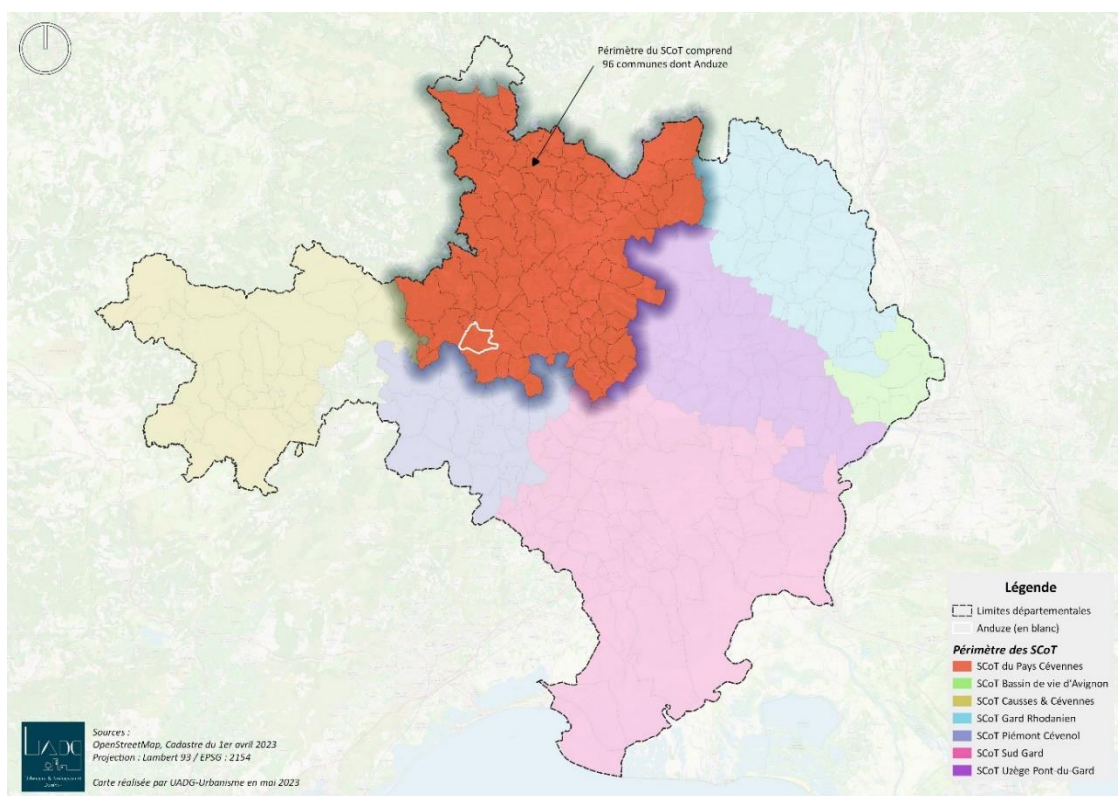 Périmètre du SCoT comprend
96 communes dont Anduze
Légende
Limites départementales
Anduze (en blanc)
Périmètre des SCoT
SCoT du Pays Cévennes
SCoT Bassin de vie d'Avignon
SCoT Causses & Cévennes
SCoT Gard Rhodanien
SCoT Piémont Cévenol
SCoT Sud Gard
SCoT Uzège Pont-du-Gard
UADG
Sources :
OpenStreetMap, Cadastre du 1er avril 2023
Projection : Lambert 93 / EPSG : 2154
Carte réalisée par UADG-Urbanisme en mai 2023